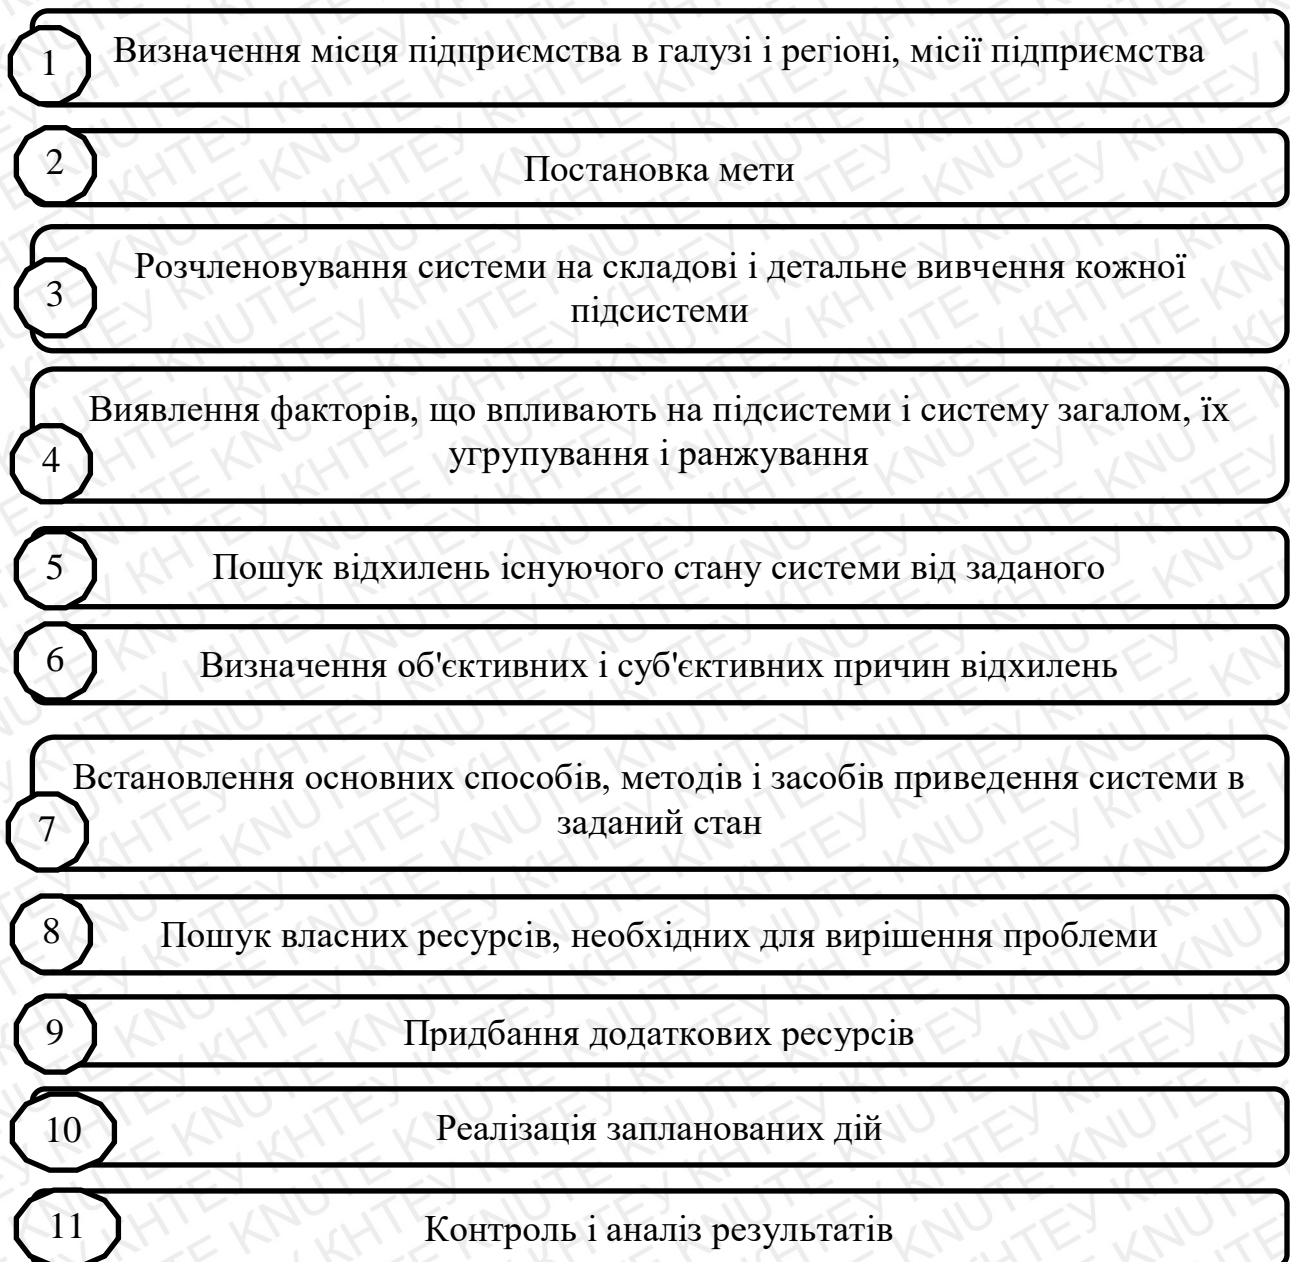 1
Визначення місця підприємства в галузі і регіоні, місії підприємства
2
Постановка мети
3
Розчленовування системи на складові і детальне вивчення кожної
підсистеми
4
Виявлення факторів, що впливають на підсистеми і систему загалом, їх
угрупування і ранжування
5
Пошук відхилень існуючого стану системи від заданого
6
Визначення об'єктивних і суб'єктивних причин відхилень
7
Встановлення основних способів, методів і засобів приведення системи в
заданий стан
8
Пошук власних ресурсів, необхідних для вирішення проблеми
9
Придбання додаткових ресурсів
10
Реалізація запланованих дій
11
Контроль і аналіз результатів